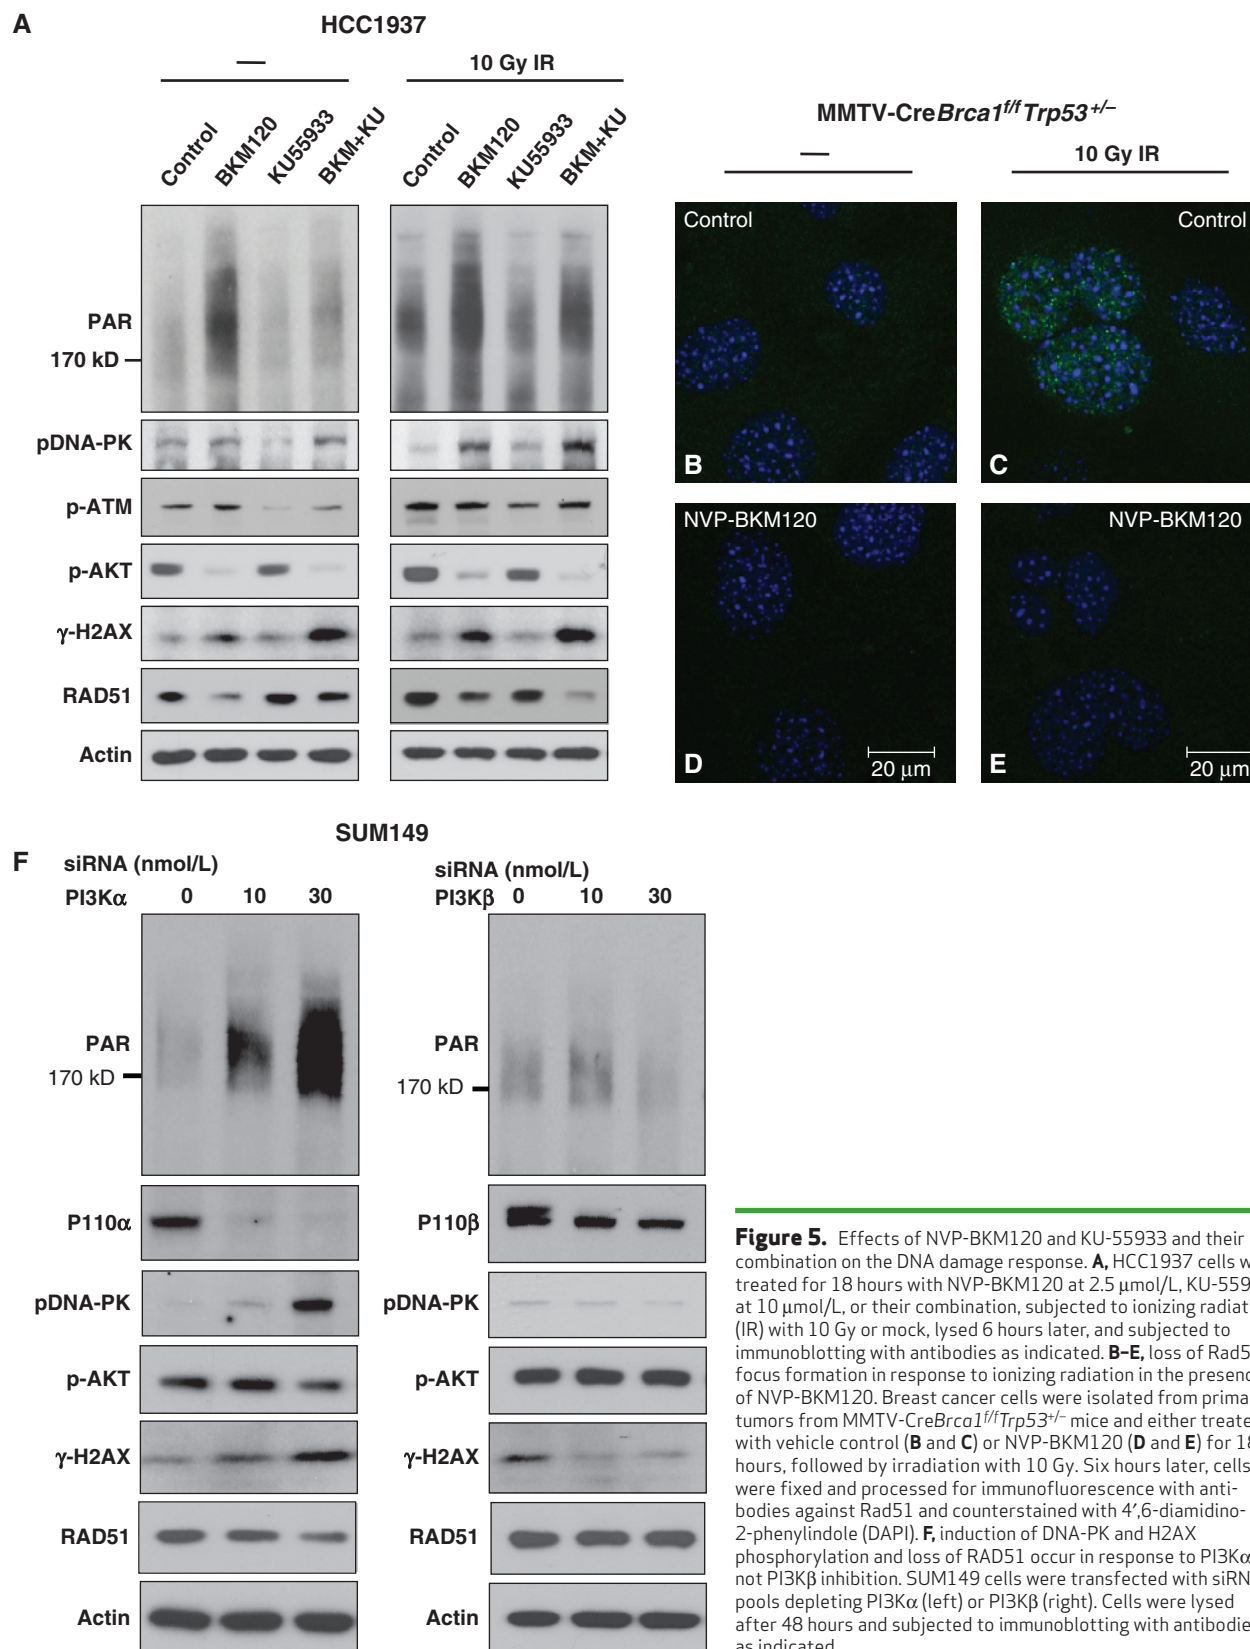 A
HCC1937
—
10 Gy IR
Control
BKM120
KU55933
BKM+KU
Control
BKM120
KU55933
BKM+KU
PAR
170 kD
pDNA-PK
p-ATM
p-AKT
γ-H2AX
RAD51
Actin
MMTV-CreBrca1f/fTrp53+/–
—
10 Gy IR
Control
B
Control
C
NVP-BKM120
D
20 μm
NVP-BKM120
E
20 μm
F
SUM149
siRNA (nmol/L)
PI3Kα 0 10 30
PAR
170 kD
P110α
pDNA-PK
p-AKT
γ-H2AX
RAD51
Actin
siRNA (nmol/L)
PI3Kβ 0 10 30
PAR
170 kD
P110β
pDNA-PK
p-AKT
γ-H2AX
RAD51
Actin
Figure 5. Effects of NVP-BKM120 and KU-55933 and their
combination on the DNA damage response. A, HCC1937 cells
treated for 18 hours with NVP-BKM120 at 2.5 μmol/L,
at 10 μmol/L, or their combination, subjected to ionizing
(IR) with 10 Gy or mock, lysed 6 hours later, and subjected to
immunoblotting with antibodies as indicated. B–E, loss of
focus formation in response to ionizing radiation in the
of NVP-BKM120. Breast cancer cells were isolated from
tumors from MMTV-CreBrca1f/fTrp53+/– mice and either
with vehicle control (B and C) or NVP-BKM120 (D and E) for
hours, followed by irradiation with 10 Gy. Six hours later, cells
were fixed and processed for immunofluorescence with anti-
bodies against Rad51 and counterstained with 4′,6-diamidino-
2-phenylindole (DAPI). F, induction of DNA-PK and H2AX
phosphorylation and loss of RAD51 occur in response to PI3Kα
not PI3Kβ inhibition. SUM149 cells were transfected with
pools depleting PI3Kα (left) or PI3Kβ (right). Cells were lysed
after 48 hours and subjected to immunoblotting with
as indicated